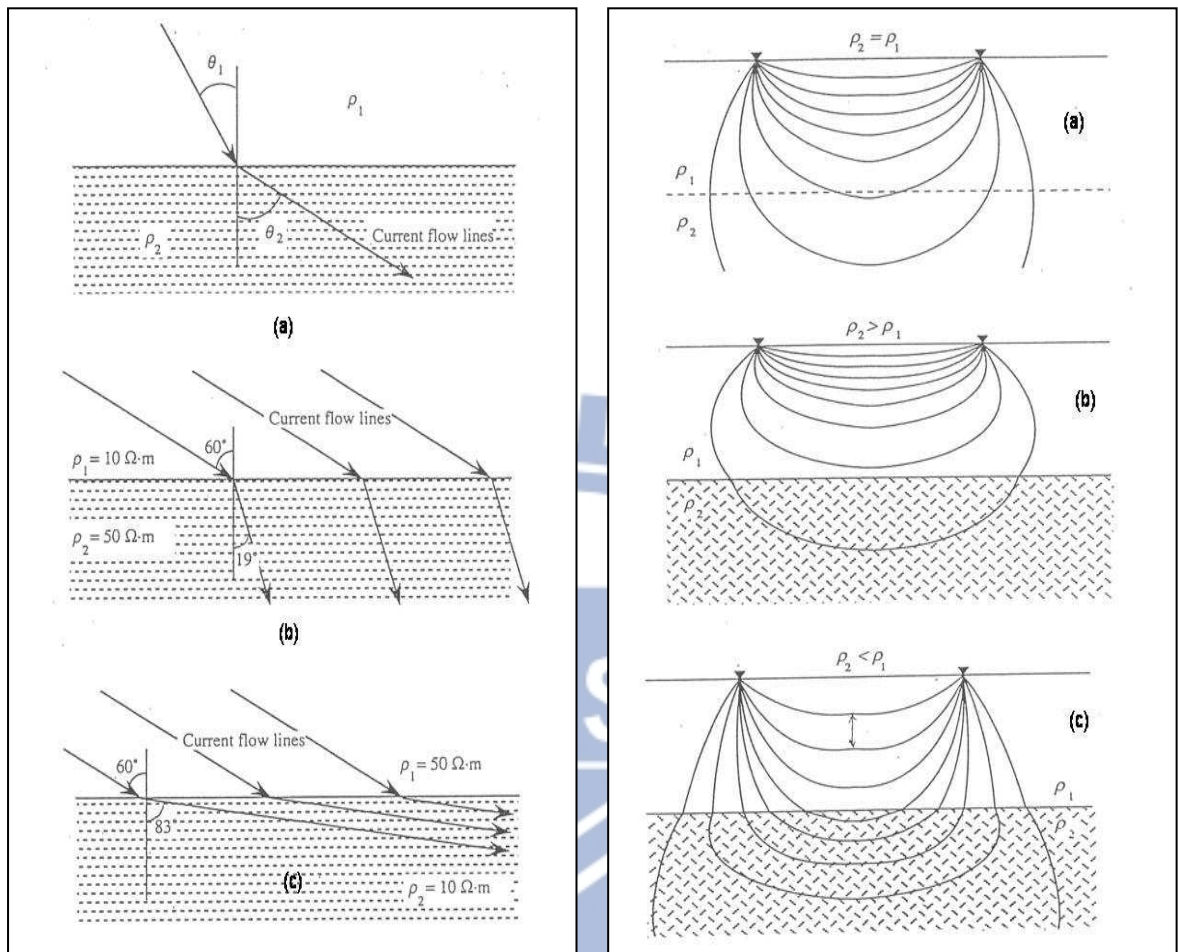 θ₁
ρ₁
ρ₂
θ₂
Current flow lines
(a)
Current flow lines
60°
ρ₁ = 10 Ω·m
ρ₂ = 50 Ω·m
19°
(b)
Current flow lines
60°
ρ₁ = 50 Ω·m
83
(c)
ρ₂ = 10 Ω·m
ρ₂ = ρ₁
(a)
ρ₁
ρ₂
ρ₂ > ρ₁
(b)
ρ₁
ρ₂
ρ₂ < ρ₁
(c)
ρ₁
ρ₂